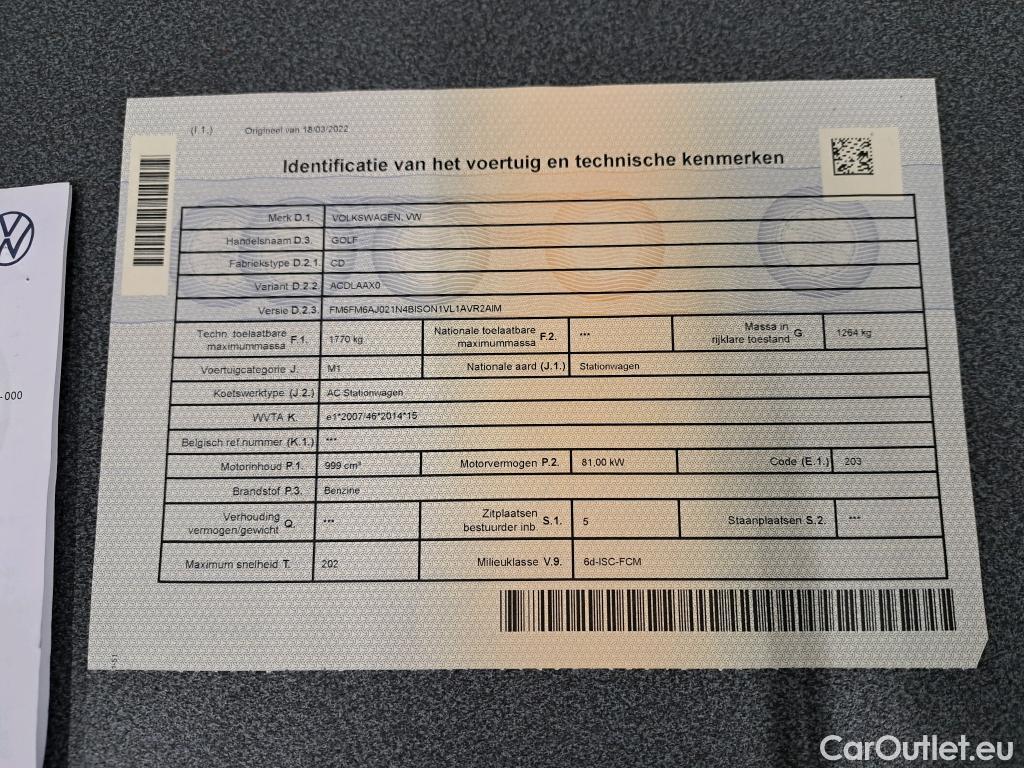 (I.1.) Origineel van 18/03/2022
Identificatie van het voertuig en technische kenmerken
Merk D.1. VOLKSWAGEN, VW
Handelsnaam D.3. GOLF
Fabriekstype D.2.1. CD
Variant D.2.2. ACDLAAX0
Versie D.2.3. FM6FM6AJ021N4BISON1VL1AVR2AIM
Techn. toelaatbare maximummassa F.1. 1770 kg Nationale toelaatbare maximummassa F.2. *** Massa in rijklare toestand G 1264 kg
Voertuigcategorie J. M1 Nationale aard (J.1.) Stationwagen
Koetswerktype (J.2.) AC Stationwagen
WVTA K. e1*2007/46*2014*15
Belgisch ref.nummer (K.1.) ***
Motorinhoud P.1. 999 cm³ Motorvermogen P.2. 81,00 kW Code (E.1.) 203
Brandstof P.3. Benzine
Verhouding vermogen/gewicht Q. *** Zitplaatsen bestuurder inb. S.1. 5 Staanplaatsen S.2. ***
Maximum snelheid T. 202 Milieuklasse V.9. 6d-ISC-FCM
-000
CarOutlet.eu